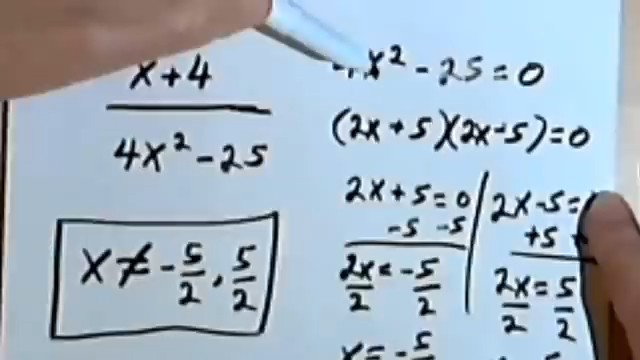 x+4
4x² - 25
x ≠ -5/2, 5/2
x² - 25 = 0
(2x+5)(2x-5)=0
2x+5=0
-5 -5
2x = -5
2 2
2x-5=
+5
2x = 5
2 2
x = -5